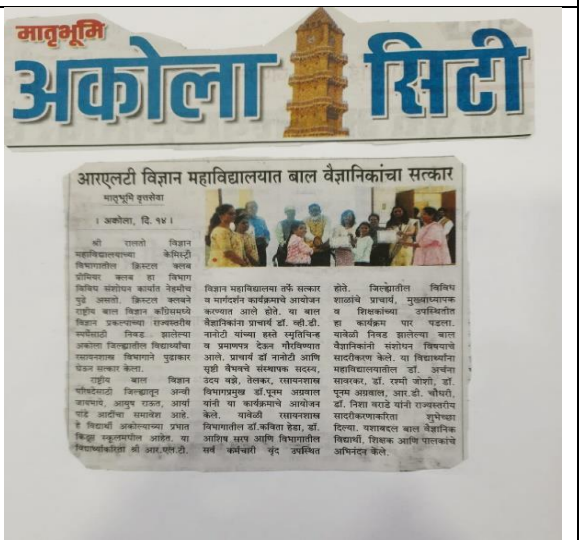 मातृभूमि
अकोला सिटी
आरएलटी विज्ञान महाविद्यालयात बाल वैज्ञानिकांचा सत्कार
मातृभूमि वृत्तसेवा
। अकोला, दि. १४ ।
श्री रालतो विज्ञान
महाविद्यालयाच्या केमिस्ट्री
विभागातील क्रिस्टल क्लब
प्रीमियर क्लब हा विभाग
विविध संशोधन कार्यात नेहमीच
पुढे असतो. क्रिस्टल क्लबने
राष्ट्रीय बाल विज्ञान काँग्रेसमध्ये
विज्ञान प्रकल्पाच्या राज्यस्तरीय
स्पर्धेसाठी निवड झालेल्या
अकोला जिल्ह्यातील विद्यार्थ्यांचा
रसायनशास्त्र विभागाने पुढाकार
घेऊन सत्कार केला.
राष्ट्रीय बाल विज्ञान
परिषदेसाठी जिल्ह्यातून अन्वी
जायभाये, आयुष राऊत, आर्या
पांडे आदींचा समावेश आहे.
हे विद्यार्थी अकोल्याच्या प्रभात
किड्स स्कूलमधील आहेत. या
विद्यार्थ्यांकरिता श्री आर.एल.टी.
विज्ञान महाविद्यालया तर्फे सत्कार
व मार्गदर्शन कार्यक्रमाचे आयोजन
करण्यात आले होते. या बाल
वैज्ञानिकांना प्राचार्य डॉ. व्ही.डी.
नानोटी यांच्या हस्ते स्मृतिचिन्ह
व प्रमाणपत्र देऊन गौरविण्यात
आले. प्राचार्य डॉ नानोटी आणि
सृष्टी वैभवचे संस्थापक सदस्य,
उदय वझे, तेलकर, रसायनशास्त्र
विभागप्रमुख डॉ.पूनम अग्रवाल
यांनी या कार्यक्रमाचे आयोजन
केले. यावेळी रसायनशास्त्र
विभागातील डॉ.कविता हेडा, डॉ.
आशिष सरप आणि विभागातील
सर्व कर्मचारी वृंद उपस्थित
होते. जिल्ह्यातील विविध
शाळांचे प्राचार्य, मुख्याध्यापक
व शिक्षकांच्या उपस्थितीत
हा कार्यक्रम पार पडला.
यावेळी निवड झालेल्या बाल
वैज्ञानिकांनी संशोधन विषयाचे
सादरीकरण केले. या विद्यार्थ्यांना
महाविद्यालयातील डॉ. अर्चना
सावरकर, डॉ. रश्मी जोशी, डॉ.
पूनम अग्रवाल, आर.डी. चौधरी,
डॉ. निशा वराडे यांनी राज्यस्तरीय
सादरीकरणाकरिता शुभेच्छा
दिल्या. यशाबद्दल बाल वैज्ञानिक
विद्यार्थी, शिक्षक आणि पालकांचे
अभिनंदन केले.